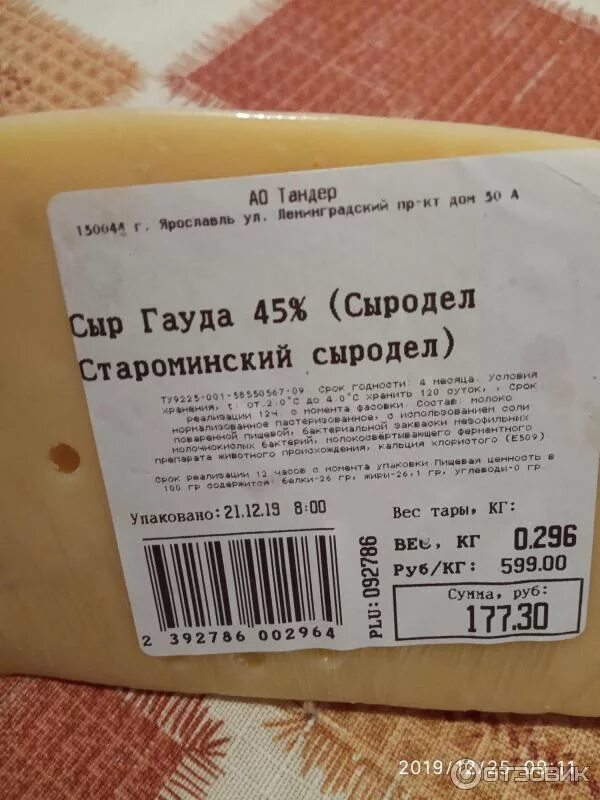 АО Тандер
150044 г. Ярославль ул. Ленинградский пр-кт дом 50 А
Сыр Гауда 45% (Сыродел
Староминский сыродел)
ТУ9225-001-58550567-09. Срок годности: 4 месяца. Условия
хранения, t: от.2.0°С до 4.0°С хранить 120 суток, , Срок
реализации 12ч. с момента фасовки. Состав: молоко
нормализованное пастеризованное, с использованием соли
поваренной пищевой, бактериальной закваски мезофильных
молочнокислых бактерий, молокосвертывающего ферментного
препарата животного происхождения, кальция хлористого (Е509).
Срок реализации 12 часов с момента упаковки Пищевая ценность в
100 гр содержится: белки-26 гр, жиры-26,1 гр, углеводы-0 гр.
Упаковано: 21.12.19 8:00
Вес тары, кг:
ВЕС, КГ 0.296
Руб/кг: 599.00
Сумма, руб:
177.30
PLU: 092786
2 392786 002964
2019/12/25 09:11
ОТЗОВИК